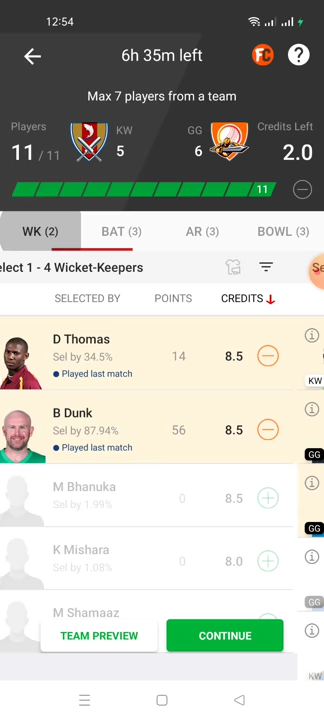 12:54
6h 35m left
FC
?
Max 7 players from a team
Players
KW
GG
Credits Left
11 / 11
5
6
2.0
11
WK (2)
BAT (3)
AR (3)
BOWL (3)
elect 1 - 4 Wicket-Keepers
Se
SELECTED BY
POINTS
CREDITS
D Thomas
Sel by 34.5%
14
8.5
Played last match
KW
B Dunk
Sel by 87.94%
56
8.5
Played last match
GG
M Bhanuka
Sel by 1.99%
0
8.5
GG
K Mishara
Sel by 1.08%
0
8.0
GG
M Shamaaz
TEAM PREVIEW
CONTINUE
KW